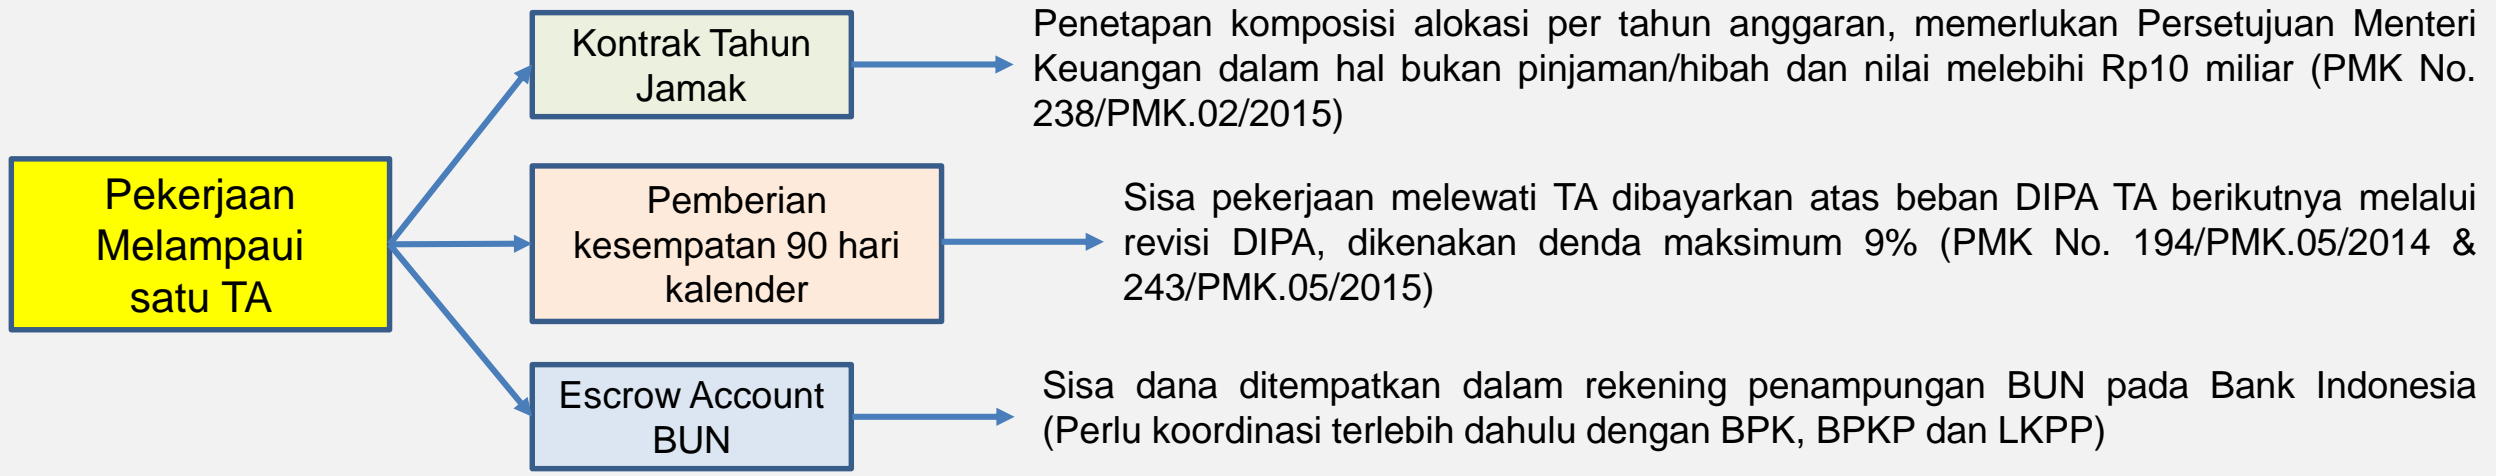 Pekerjaan
Melampaui
satu TA
Kontrak Tahun
Jamak
Penetapan komposisi alokasi per tahun anggaran, memerlukan Persetujuan Menteri
Keuangan dalam hal bukan pinjaman/hibah dan nilai melebihi Rp10 miliar (PMK No.
238/PMK.02/2015)
Pemberian
kesempatan 90 hari
kalender
Sisa pekerjaan melewati TA dibayarkan atas beban DIPA TA berikutnya melalui
revisi DIPA, dikenakan denda maksimum 9% (PMK No. 194/PMK.05/2014 &
243/PMK.05/2015)
Escrow Account
BUN
Sisa dana ditempatkan dalam rekening penampungan BUN pada Bank Indonesia
(Perlu koordinasi terlebih dahulu dengan BPK, BPKP dan LKPP)